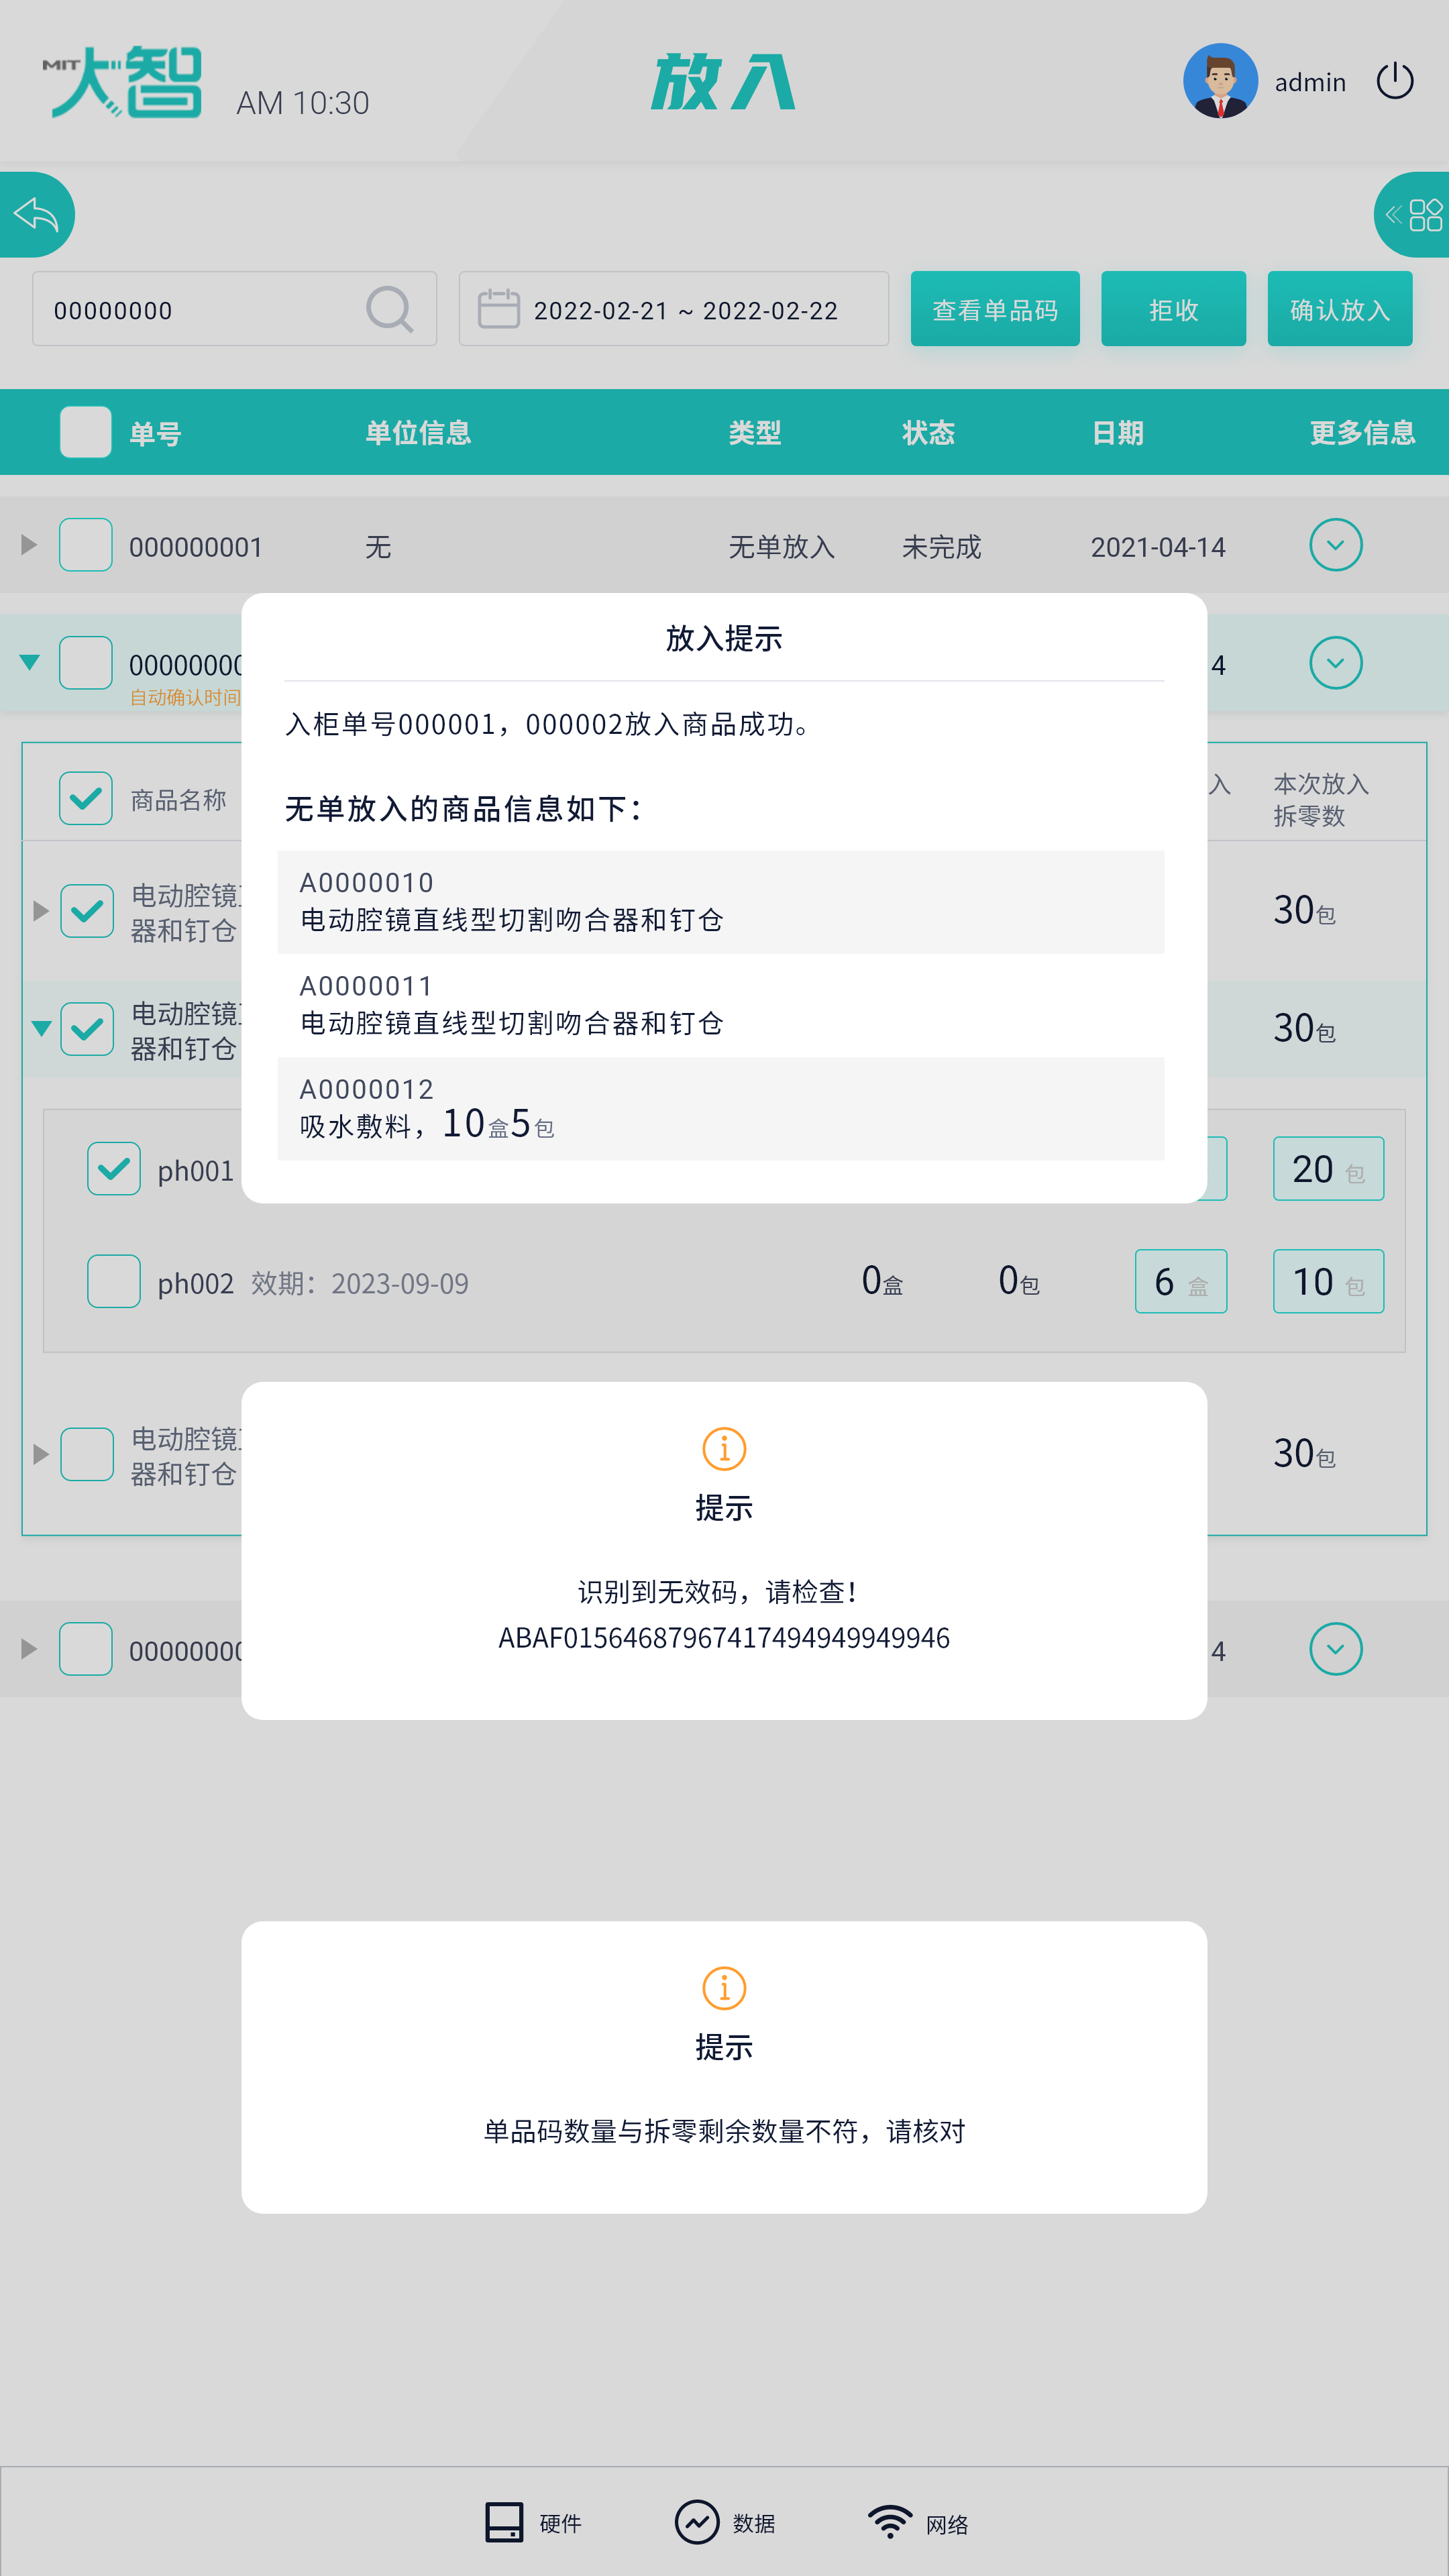 MIT大智
AM 10:30
放入
admin
00000000
2022-02-21 ~ 2022-02-22
查看单品码
拒收
确认放入
单号 单位信息 类型 状态 日期 更多信息
000000001 无 无单放入 未完成 2021-04-14
00000000 4
自动确认时间
放入提示
入柜单号000001，000002放入商品成功。
无单放入的商品信息如下：
A0000010
电动腔镜直线型切割吻合器和钉仓
A0000011
电动腔镜直线型切割吻合器和钉仓
A0000012
吸水敷料，10盒5包
商品名称 入 本次放入
拆零数
电动腔镜
器和钉仓
30包
电动腔镜
器和钉仓
30包
ph001 20 包
ph002 效期：2023-09-09 0盒 0包 6 盒 10 包
电动腔镜
器和钉仓
30包
提示
识别到无效码，请检查！
ABAF01564687967417494949949946
00000000 4
提示
单品码数量与拆零剩余数量不符，请核对
硬件 数据 网络